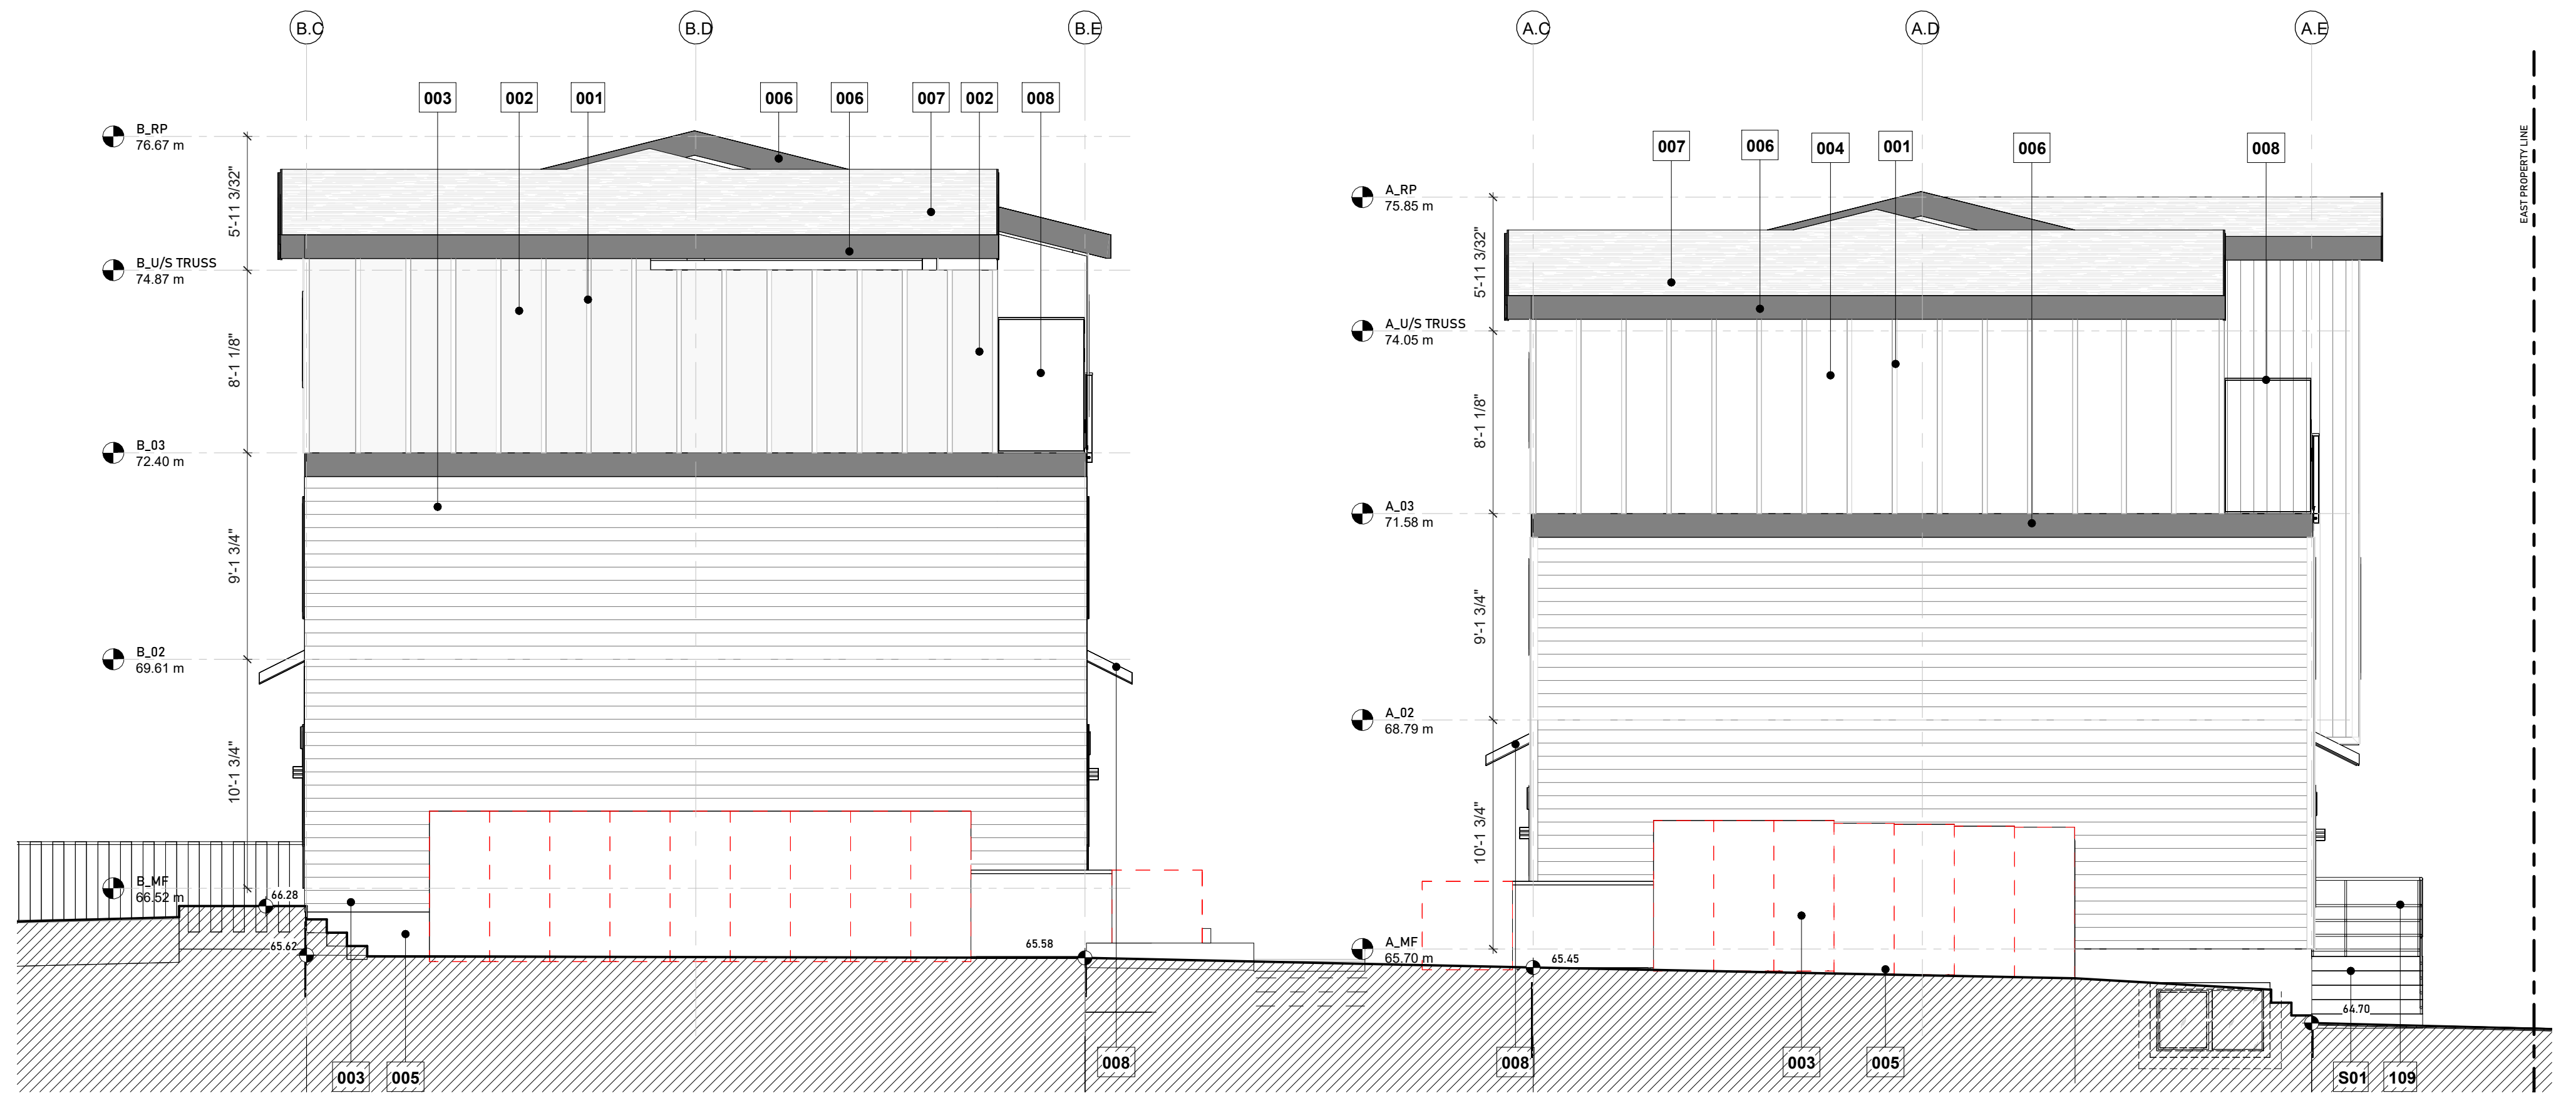 B.C
B.D
B.E
A.C
A.D
A.E
003
002
001
006
006
007
002
008
007
006
004
001
006
008
EAST PROPERTY LINE
B_RP
76.67 m
5'-11 3/32"
B_U/S TRUSS
74.87 m
8'-1 1/8"
B_03
72.40 m
9'-1 3/4"
B_02
69.61 m
10'-1 3/4"
B_MF
66.52 m
66.28
65.62
65.58
A_RP
75.85 m
5'-11 3/32"
A_U/S TRUSS
74.05 m
8'-1 1/8"
A_03
71.58 m
9'-1 3/4"
A_02
68.79 m
10'-1 3/4"
A_MF
65.70 m
65.45
64.70
003
005
008
008
003
005
S01
109